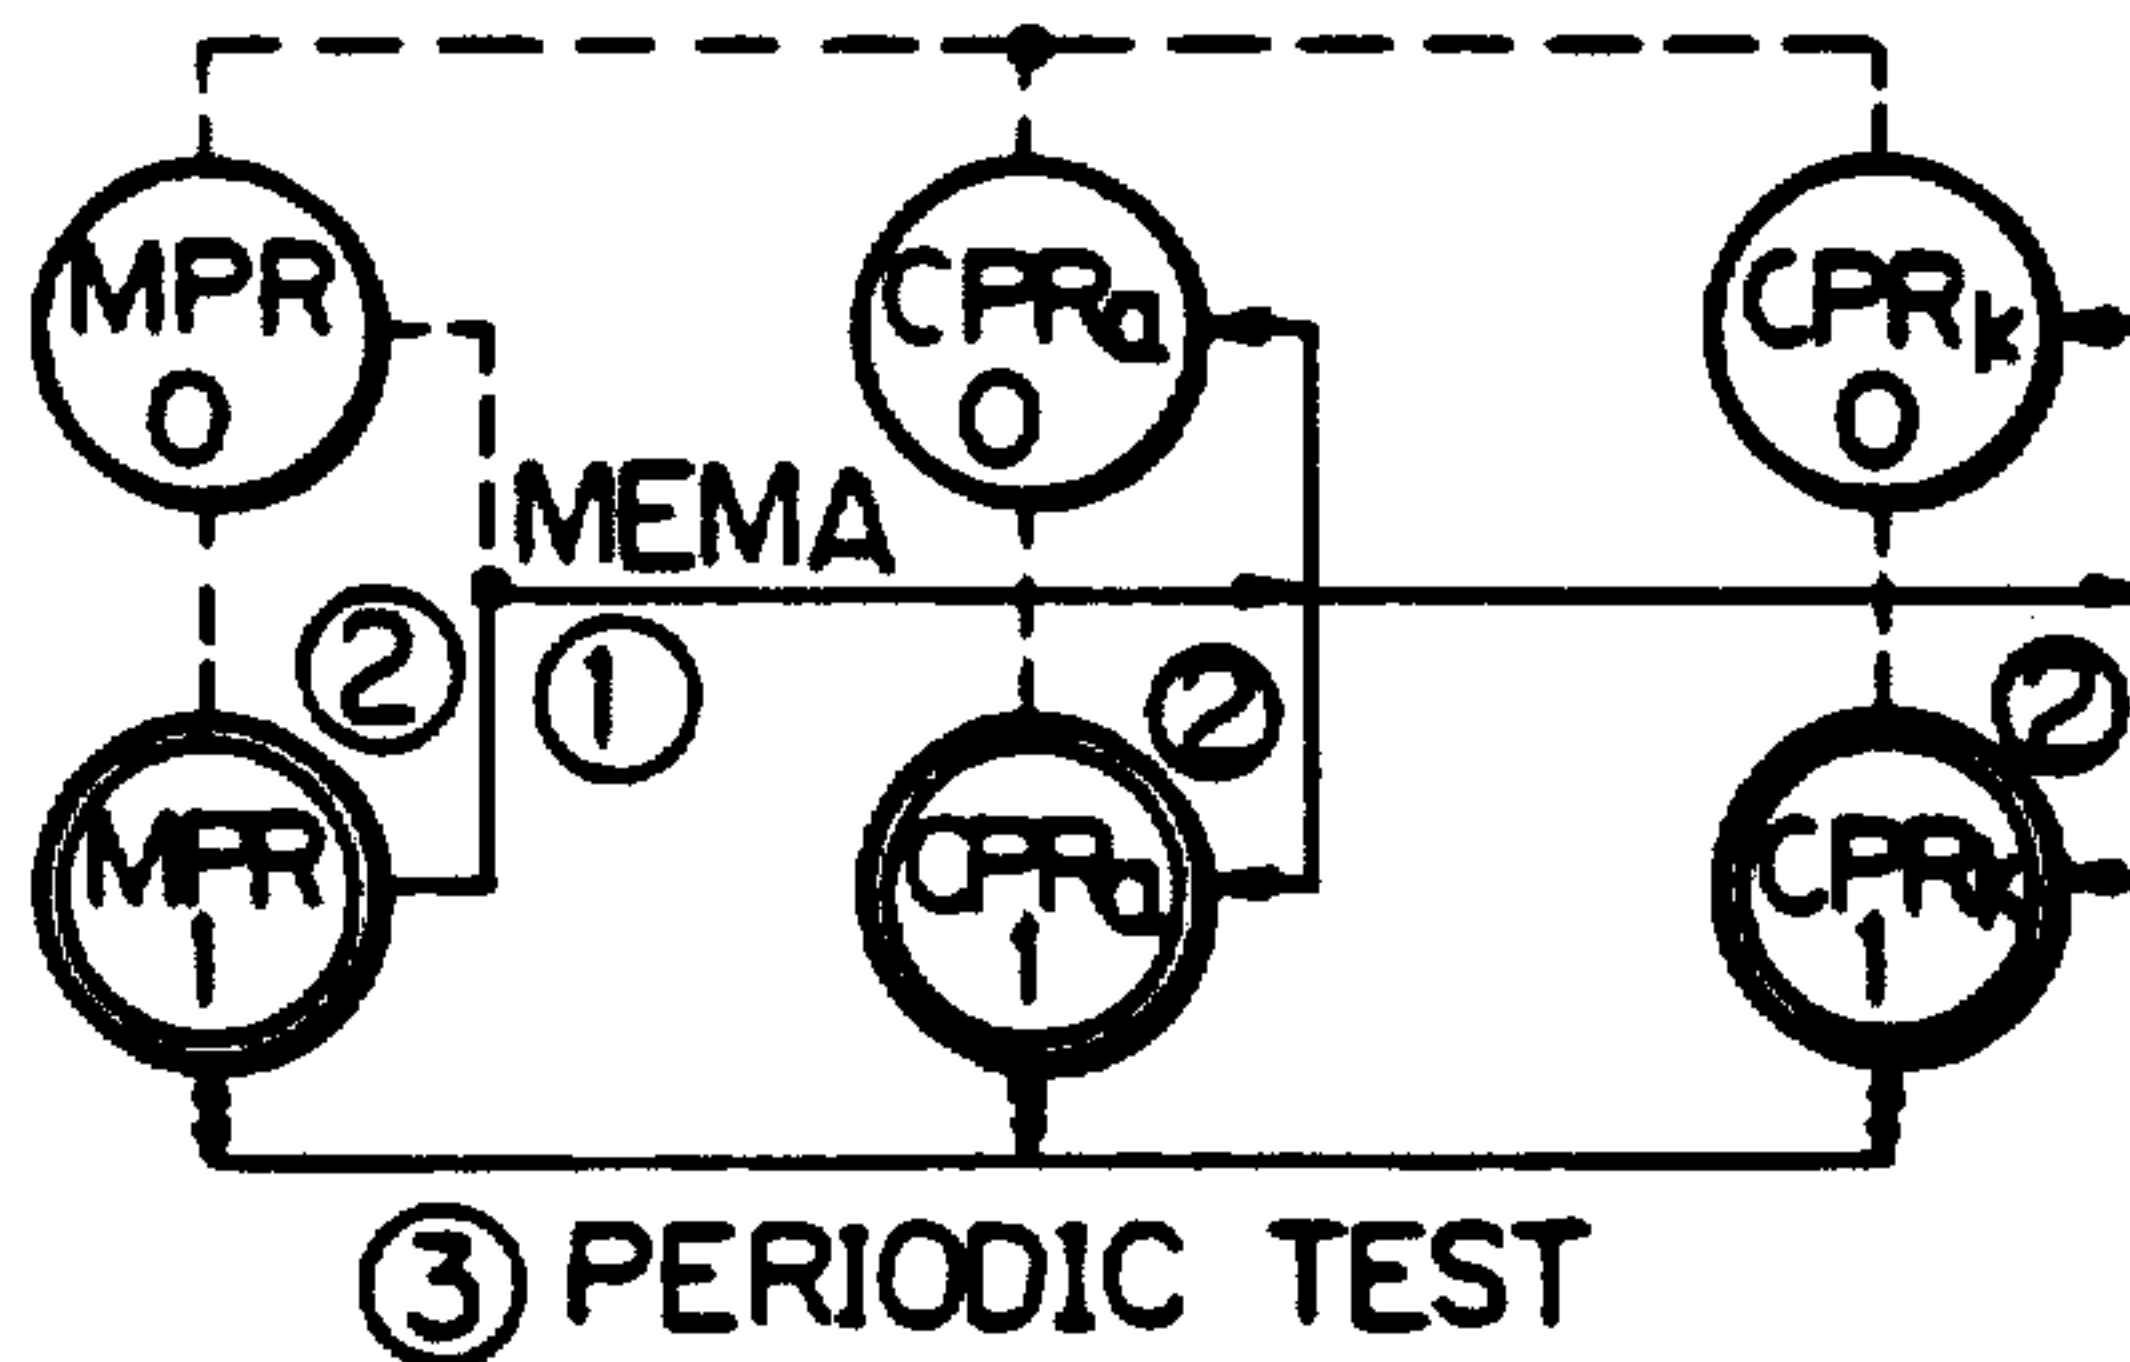 MPR CPRa CPRk
0 0 0
MEMA
2 1 2 2
MPR CPRa CPRk
1 1 1
3 PERIODIC TEST